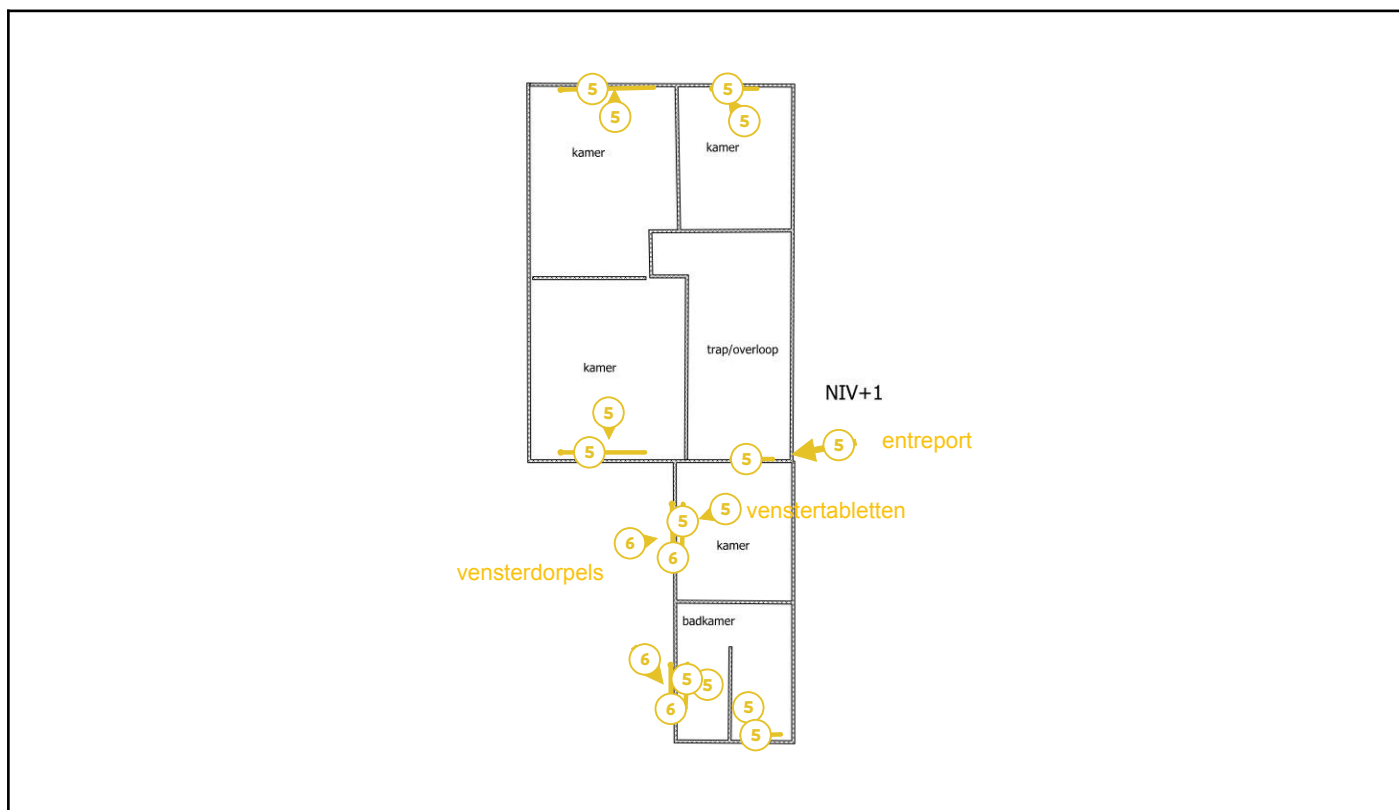 5 5
5 5
kamer kamer
trap/overloop
kamer
NIV+1
5
5 entreport
5 5
5 venstertabletten
5
6 kamer
6
vensterdorpels
badkamer
6
5 5
6 5
5